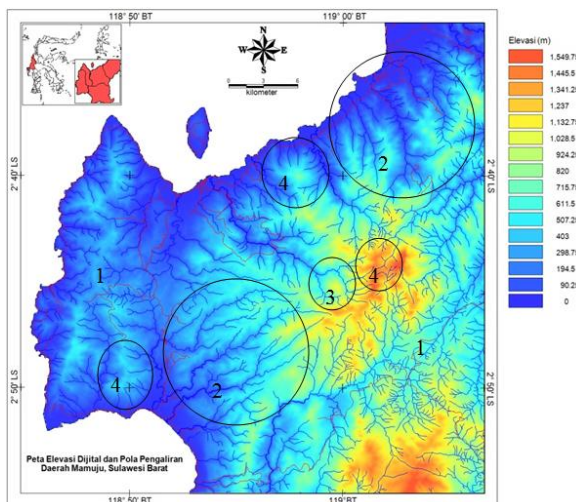 118° 50' BT
119° 00' BT
N
W
E
S
0
3
6
kilometer
2° 40' LS
2° 40' LS
2
4
4
3
1
1
2
4
2° 50' LS
2° 50' LS
Peta Elevasi Dijital dan Pola Pengaliran
Daerah Mamuju, Sulawesi Barat
118° 50' BT
Elevasi (m)
1,549.75
1,445.5
1,341.25
1,237
1,132.75
1,028.5
924.25
820
715.75
611.5
507.25
403
298.75
194.5
90.25
0